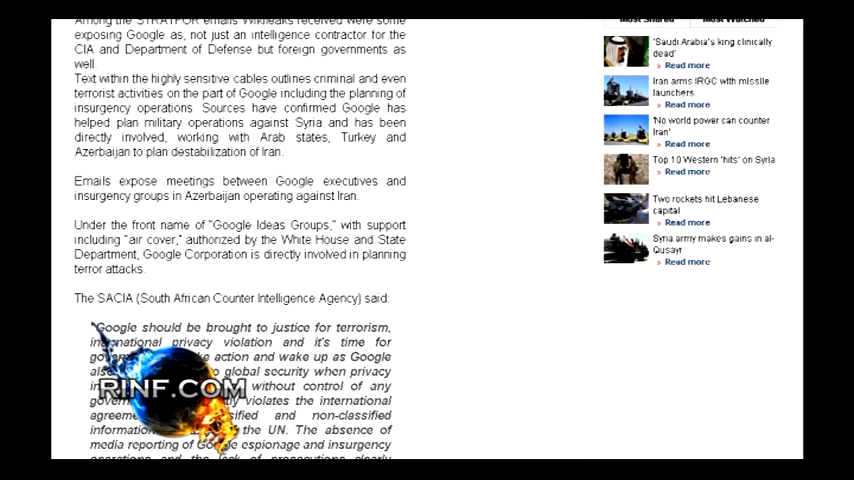 Among the STRATFOR emails Wikileaks received were some
exposing Google as, not just an intelligence contractor for the
CIA and Department of Defense but foreign governments as
well.
Text within the highly sensitive cables outlines criminal and even
terrorist activities on the part of Google including the planning of
insurgency operations. Sources have confirmed Google has
helped plan military operations against Syria and has been
directly involved, working with Arab states, Turkey and
Azerbaijan to plan destabilization of Iran.
Emails expose meetings between Google executives and
insurgency groups in Azerbaijan operating against Iran.
Under the front name of "Google Ideas Groups," with support
including "air cover," authorized by the White House and State
Department, Google Corporation is directly involved in planning
terror attacks.
The SACIA (South African Counter Intelligence Agency) said:
"Google should be brought to justice for terrorism,
international privacy violation and it's time for
action and wake up as Google
to global security when privacy
without control of any
violates the international
and non-classified
the UN. The absence of
media reporting of Google espionage and insurgency
RINF.COM
Most Shared Most Watched
'Saudi Arabia's king clinically
dead'
Read more
Iran arms IRGC with missile
launchers
Read more
'No world power can counter
Iran'
Read more
Top 10 Western 'hits' on Syria
Read more
Two rockets hit Lebanese
capital
Read more
Syria army makes gains in al-
Qusayr
Read more